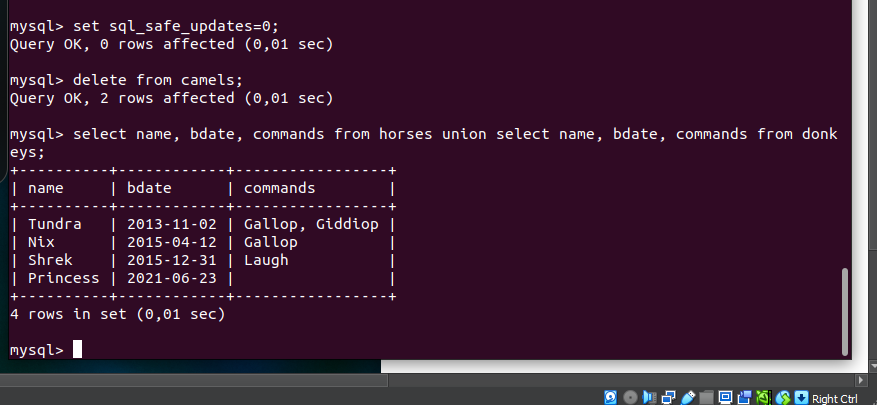 mysql> set sql_safe_updates=0;
Query OK, 0 rows affected (0,01 sec)
mysql> delete from camels;
Query OK, 2 rows affected (0,01 sec)
mysql> select name, bdate, commands from horses union select name, bdate, commands from donk
eys;
+----------+------------+-----------------+
| name     | bdate      | commands        |
+----------+------------+-----------------+
| Tundra   | 2013-11-02 | Gallop, Giddiop |
| Nix      | 2015-04-12 | Gallop          |
| Shrek    | 2015-12-31 | Laugh           |
| Princess | 2021-06-23 |                 |
+----------+------------+-----------------+
4 rows in set (0,01 sec)
mysql>
Right Ctrl